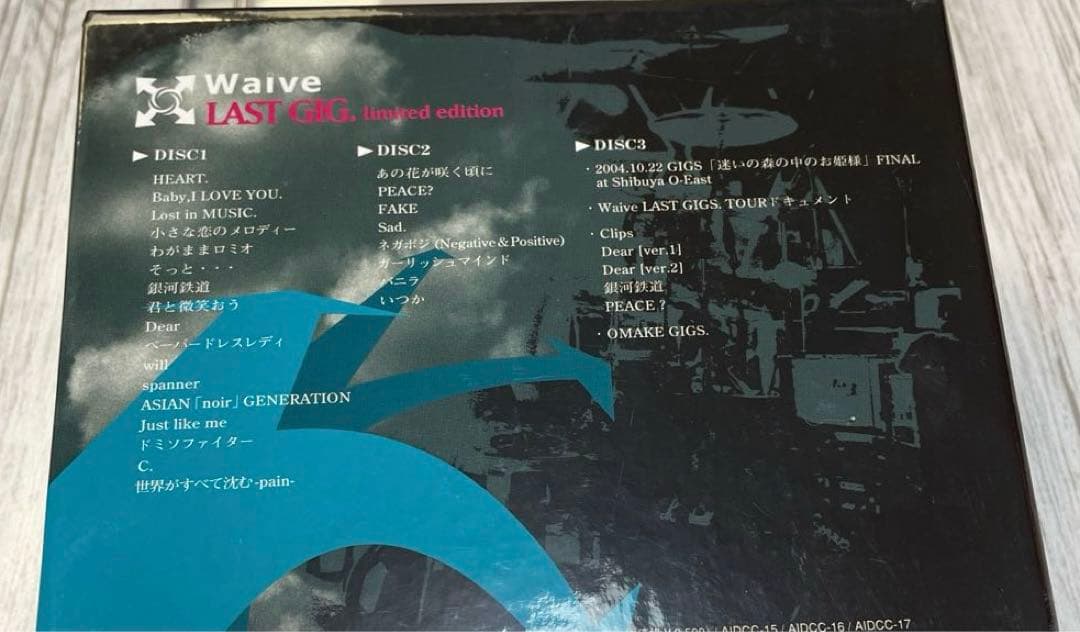 Waive
LAST GIG. limited edition
▶ DISC1
HEART.
Baby,I LOVE YOU.
Lost in MUSIC.
小さな恋のメロディー
わがままロミオ
そっと・・・
銀河鉄道
君と微笑おう
Dear
ペーパードレスレディ
will
spanner
ASIAN「noir」GENERATION
Just like me
ドミソファイター
C.
世界がすべて沈む-pain-
▶ DISC2
あの花が咲く頃に
PEACE?
FAKE
Sad.
ネガポジ(Negative&Positive)
ガーリッシュマインド
バニラ
いつか
▶ DISC3
・2004.10.22 GIGS「迷いの森の中のお姫様」FINAL
at Shibuya O-East
・Waive LAST GIGS. TOURドキュメント
・Clips
Dear [ver.1]
Dear [ver.2]
銀河鉄道
PEACE ?
・OMAKE GIGS.
/ AIDCC-15 / AIDCC-16 / AIDCC-17